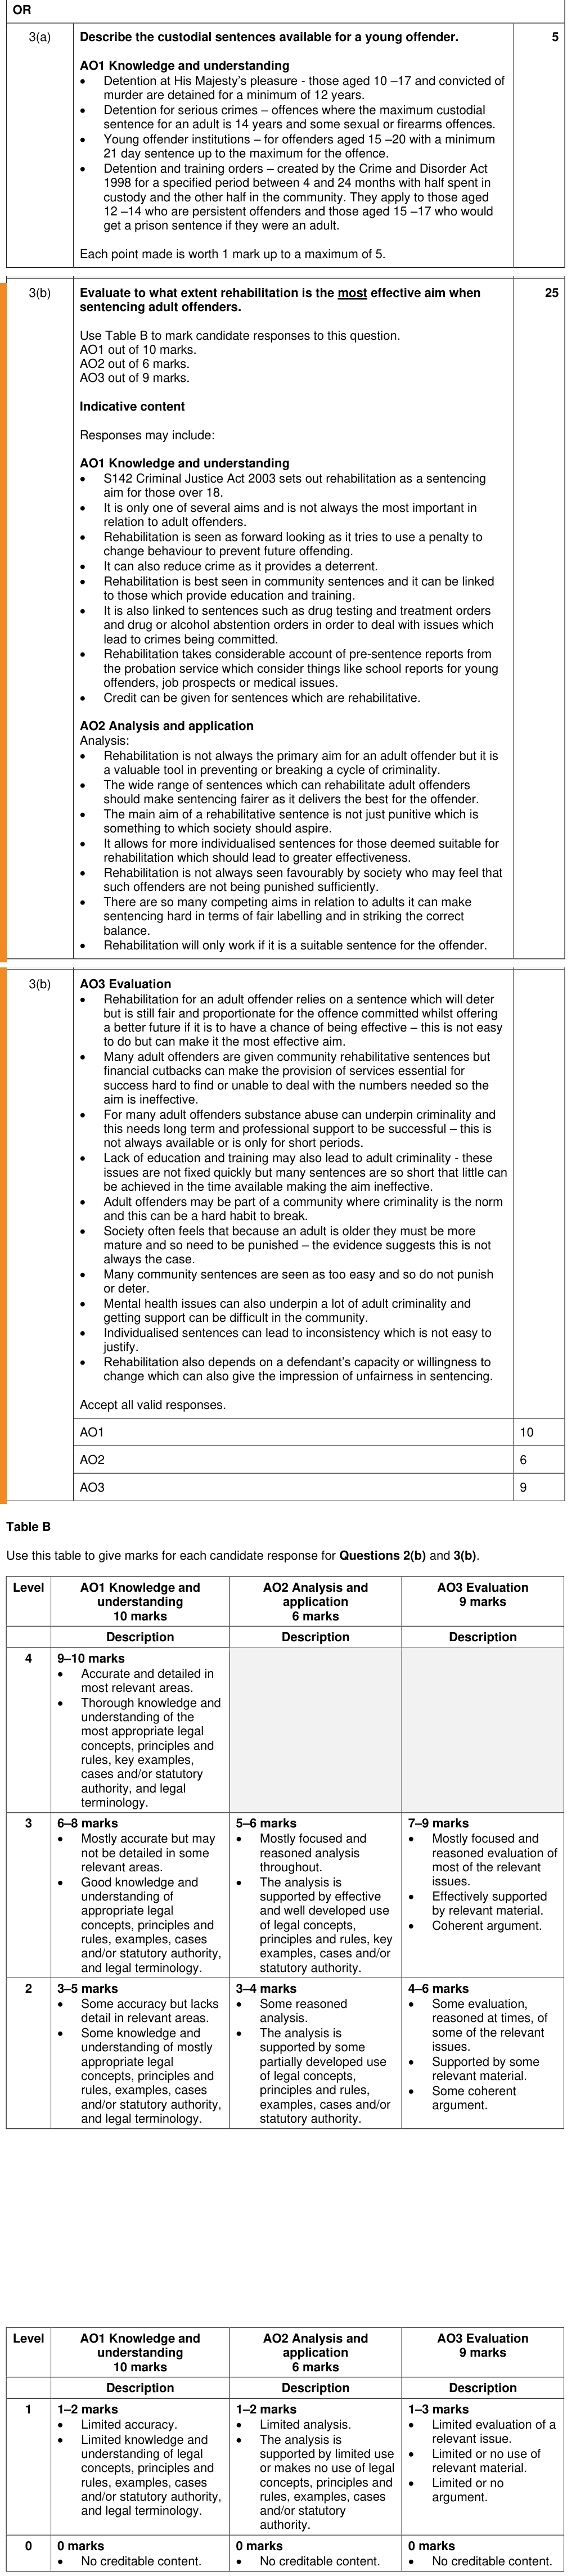 OR
3(a)
Describe the custodial sentences available for a young offender.
5
AO1 Knowledge and understanding
• Detention at His Majesty's pleasure - those aged 10 –17 and convicted of
murder are detained for a minimum of 12 years.
• Detention for serious crimes – offences where the maximum custodial
sentence for an adult is 14 years and some sexual or firearms offences.
• Young offender institutions – for offenders aged 15 –20 with a minimum
21 day sentence up to the maximum for the offence.
• Detention and training orders – created by the Crime and Disorder Act
1998 for a specified period between 4 and 24 months with half spent in
custody and the other half in the community. They apply to those aged
12 –14 who are persistent offenders and those aged 15 –17 who would
get a prison sentence if they were an adult.
Each point made is worth 1 mark up to a maximum of 5.
3(b)
Evaluate to what extent rehabilitation is the most effective aim when
sentencing adult offenders.
25
Use Table B to mark candidate responses to this question.
AO1 out of 10 marks.
AO2 out of 6 marks.
AO3 out of 9 marks.
Indicative content
Responses may include:
AO1 Knowledge and understanding
• S142 Criminal Justice Act 2003 sets out rehabilitation as a sentencing
aim for those over 18.
• It is only one of several aims and is not always the most important in
relation to adult offenders.
• Rehabilitation is seen as forward looking as it tries to use a penalty to
change behaviour to prevent future offending.
• It can also reduce crime as it provides a deterrent.
• Rehabilitation is best seen in community sentences and it can be linked
to those which provide education and training.
• It is also linked to sentences such as drug testing and treatment orders
and drug or alcohol abstention orders in order to deal with issues which
lead to crimes being committed.
• Rehabilitation takes considerable account of pre-sentence reports from
the probation service which consider things like school reports for young
offenders, job prospects or medical issues.
• Credit can be given for sentences which are rehabilitative.
AO2 Analysis and application
Analysis:
• Rehabilitation is not always the primary aim for an adult offender but it is
a valuable tool in preventing or breaking a cycle of criminality.
• The wide range of sentences which can rehabilitate adult offenders
should make sentencing fairer as it delivers the best for the offender.
• The main aim of a rehabilitative sentence is not just punitive which is
something to which society should aspire.
• It allows for more individualised sentences for those deemed suitable for
rehabilitation which should lead to greater effectiveness.
• Rehabilitation is not always seen favourably by society who may feel that
such offenders are not being punished sufficiently.
• There are so many competing aims in relation to adults it can make
sentencing hard in terms of fair labelling and in striking the correct
balance.
• Rehabilitation will only work if it is a suitable sentence for the offender.
3(b)
AO3 Evaluation
• Rehabilitation for an adult offender relies on a sentence which will deter
but is still fair and proportionate for the offence committed whilst offering
a better future if it is to have a chance of being effective – this is not easy
to do but can make it the most effective aim.
• Many adult offenders are given community rehabilitative sentences but
financial cutbacks can make the provision of services essential for
success hard to find or unable to deal with the numbers needed so the
aim is ineffective.
• For many adult offenders substance abuse can underpin criminality and
this needs long term and professional support to be successful – this is
not always available or is only for short periods.
• Lack of education and training may also lead to adult criminality - these
issues are not fixed quickly but many sentences are so short that little can
be achieved in the time available making the aim ineffective.
• Adult offenders may be part of a community where criminality is the norm
and this can be a hard habit to break.
• Society often feels that because an adult is older they must be more
mature and so need to be punished – the evidence suggests this is not
always the case.
• Many community sentences are seen as too easy and so do not punish
or deter.
• Mental health issues can also underpin a lot of adult criminality and
getting support can be difficult in the community.
• Individualised sentences can lead to inconsistency which is not easy to
justify.
• Rehabilitation also depends on a defendant's capacity or willingness to
change which can also give the impression of unfairness in sentencing.
Accept all valid responses.
AO1 10
AO2 6
AO3 9
Table B
Use this table to give marks for each candidate response for Questions 2(b) and 3(b).
Level
AO1 Knowledge and
understanding
10 marks
AO2 Analysis and
application
6 marks
AO3 Evaluation
9 marks
Description
Description
Description
4
9–10 marks
• Accurate and detailed in
most relevant areas.
• Thorough knowledge and
understanding of the
most appropriate legal
concepts, principles and
rules, key examples,
cases and/or statutory
authority, and legal
terminology.
3
6–8 marks
• Mostly accurate but may
not be detailed in some
relevant areas.
• Good knowledge and
understanding of
appropriate legal
concepts, principles and
rules, examples, cases
and/or statutory authority,
and legal terminology.
5–6 marks
• Mostly focused and
reasoned analysis
throughout.
• The analysis is
supported by effective
and well developed use
of legal concepts,
principles and rules, key
examples, cases and/or
statutory authority.
7–9 marks
• Mostly focused and
reasoned evaluation of
most of the relevant
issues.
• Effectively supported
by relevant material.
• Coherent argument.
2
3–5 marks
• Some accuracy but lacks
detail in relevant areas.
• Some knowledge and
understanding of mostly
appropriate legal
concepts, principles and
rules, examples, cases
and/or statutory authority,
and legal terminology.
3–4 marks
• Some reasoned
analysis.
• The analysis is
supported by some
partially developed use
of legal concepts,
principles and rules,
examples, cases and/or
statutory authority.
4–6 marks
• Some evaluation,
reasoned at times, of
some of the relevant
issues.
• Supported by some
relevant material.
• Some coherent
argument.
Level
AO1 Knowledge and
understanding
10 marks
AO2 Analysis and
application
6 marks
AO3 Evaluation
9 marks
Description
Description
Description
1
1–2 marks
• Limited accuracy.
• Limited knowledge and
understanding of legal
concepts, principles and
rules, examples, cases
and/or statutory authority,
and legal terminology.
1–2 marks
• Limited analysis.
• The analysis is
supported by limited use
or makes no use of legal
concepts, principles and
rules, examples, cases
and/or statutory
authority.
1–3 marks
• Limited evaluation of a
relevant issue.
• Limited or no use of
relevant material.
• Limited or no
argument.
0
0 marks
• No creditable content.
0 marks
• No creditable content.
0 marks
• No creditable content.